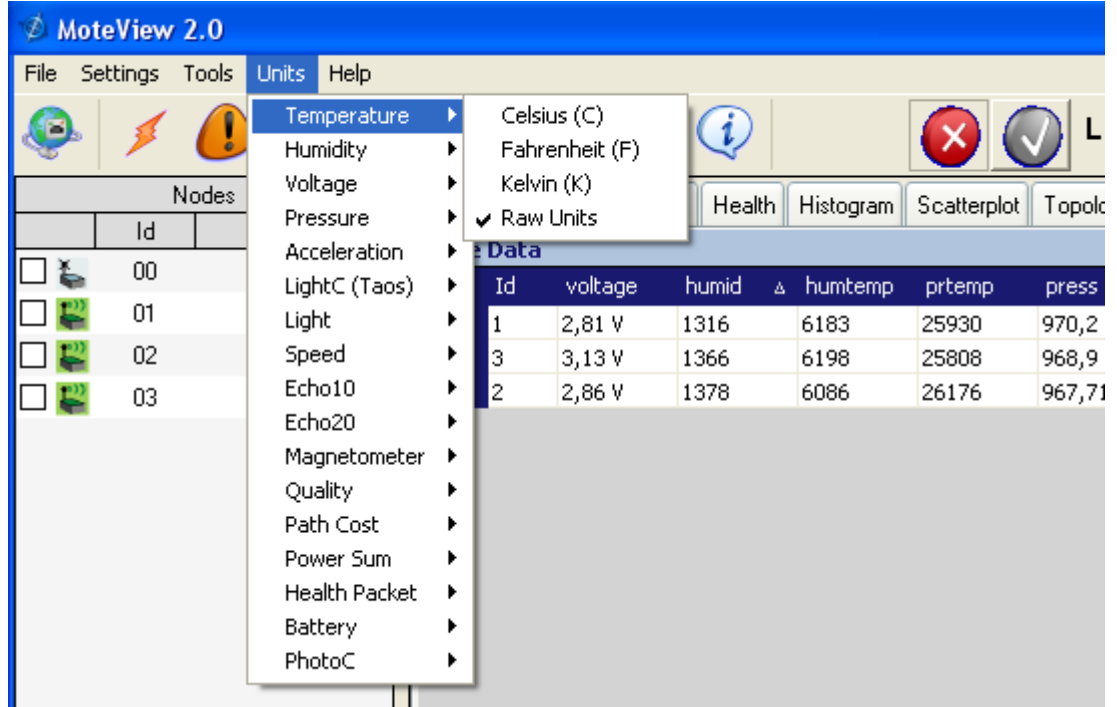 MoteView 2.0
File Settings Tools Units Help
L
Temperature
Humidity
Voltage
Pressure
Acceleration
LightC (Taos)
Light
Speed
Echo10
Echo20
Magnetometer
Quality
Path Cost
Power Sum
Health Packet
Battery
PhotoC
Celsius (C)
Fahrenheit (F)
Kelvin (K)
Raw Units
Nodes
Id
00
01
02
03
Health Histogram Scatterplot Topolo
e Data
Id voltage humid humtemp prtemp press
1 2,81 V 1316 6183 25930 970,2
3 3,13 V 1366 6198 25808 968,9
2 2,86 V 1378 6086 26176 967,71